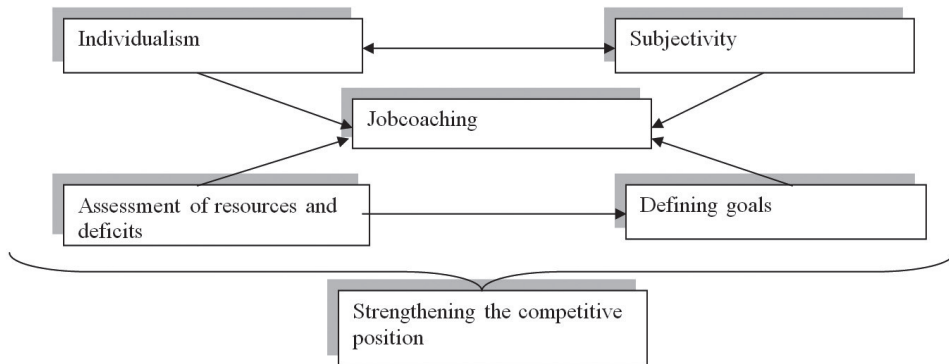 Individualism
Subjectivity
Jobcoaching
Assessment of resources and
deficits
Defining goals
Strengthening the competitive
position